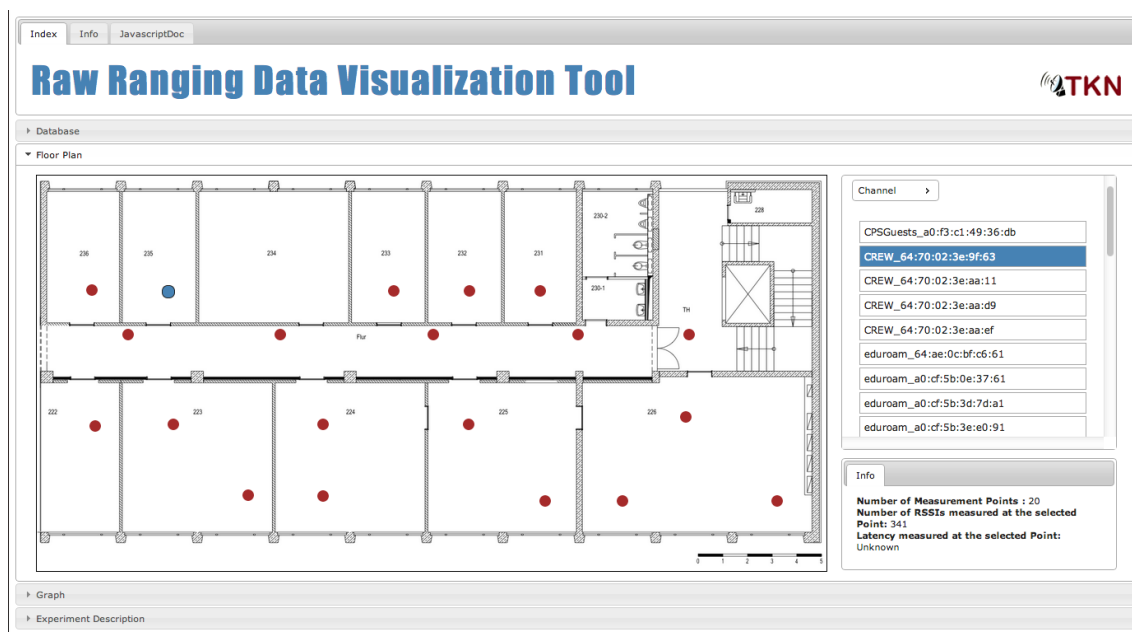 Index Info JavascriptDoc
Raw Ranging Data Visualization Tool
TKN
Database
Floor Plan
236
235
234
233
232
231
230-2
228
230-1
TH
Flur
222
223
224
225
226
0 1 2 3 4 5
Channel
CPSGuests_a0:f3:c1:49:36:db
CREW_64:70:02:3e:9f:63
CREW_64:70:02:3e:aa:11
CREW_64:70:02:3e:aa:d9
CREW_64:70:02:3e:aa:ef
eduroam_64:ae:0c:bf:c6:61
eduroam_a0:cf:5b:0e:37:61
eduroam_a0:cf:5b:3d:7d:a1
eduroam_a0:cf:5b:3e:e0:91
Info
Number of Measurement Points : 20
Number of RSSIs measured at the selected
Point: 341
Latency measured at the selected Point:
Unknown
Graph
Experiment Description